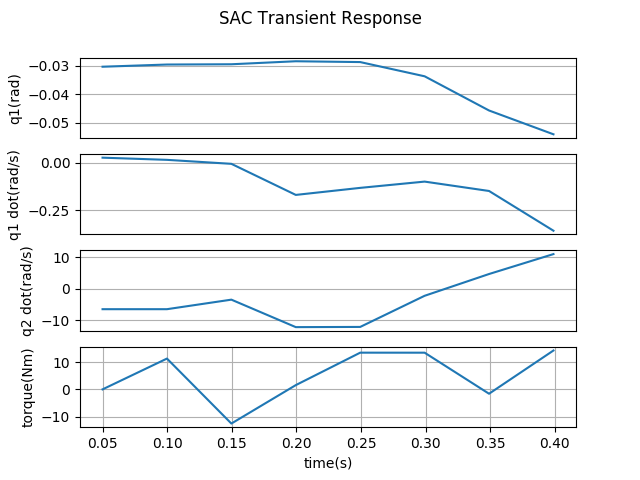 SAC Transient Response
q1(rad)
−0.03
−0.04
−0.05
q1 dot(rad/s)
0.00
−0.25
q2 dot(rad/s)
10
0
−10
torque(Nm)
10
0
−10
0.05 0.10 0.15 0.20 0.25 0.30 0.35 0.40
time(s)